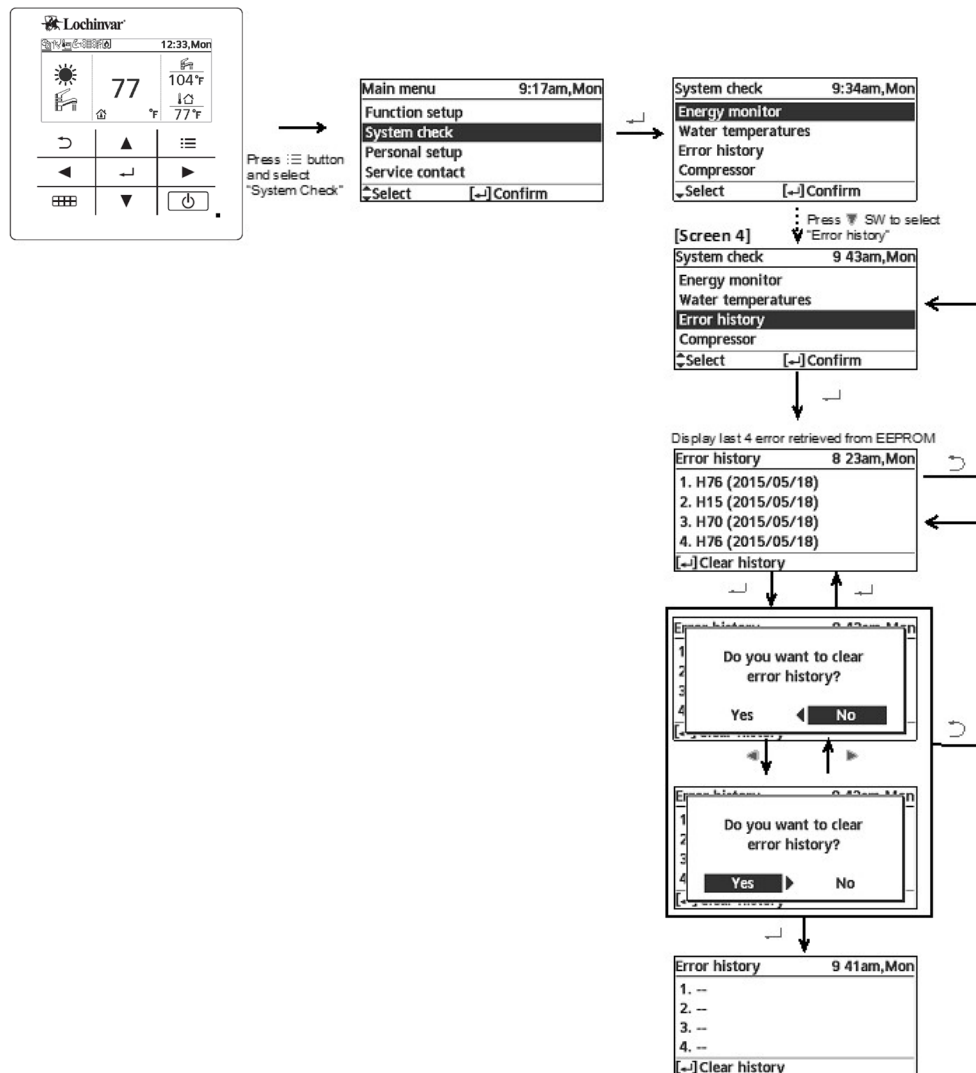 Lochinvar
12:33,Mon
77
°F
104°F
77°F
Press button
and select
"System Check"
Main menu 9:17am,Mon
Function setup
System check
Personal setup
Service contact
Select [↵]Confirm
System check 9:34am,Mon
Energy monitor
Water temperatures
Error history
Compressor
Select [↵]Confirm
Press ▼ SW to select
"Error history"
[Screen 4]
System check 9 43am,Mon
Energy monitor
Water temperatures
Error history
Compressor
Select [↵]Confirm
Display last 4 error retrieved from EEPROM
Error history 8 23am,Mon
1. H76 (2015/05/18)
2. H15 (2015/05/18)
3. H70 (2015/05/18)
4. H76 (2015/05/18)
[↵]Clear history
Do you want to clear
error history?
Yes No
Do you want to clear
error history?
Yes No
Error history 9 41am,Mon
1. --
2. --
3. --
4. --
[↵]Clear history